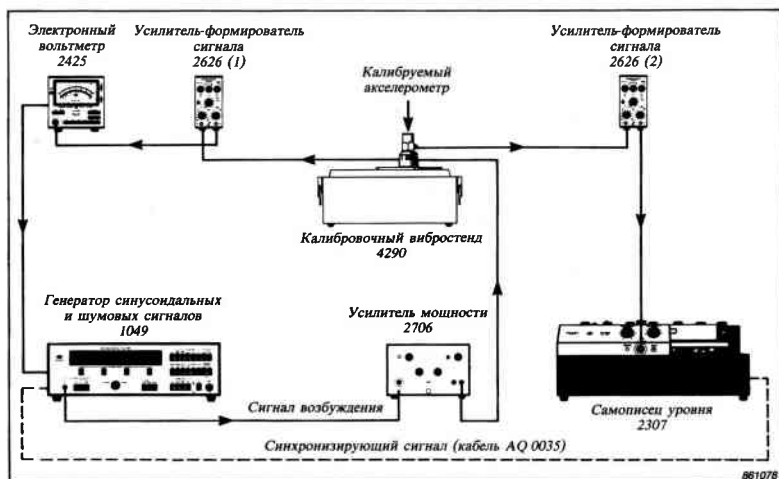 Электронный
вольтметр
2425
Усилитель-формирователь
сигнала
2626 (1)
Калибруемый
акселерометр
Усилитель-формирователь
сигнала
2626 (2)
Калибровочный вибростенд
4290
Генератор синусоидальных
и шумовых сигналов
1049
Усилитель мощности
2706
Сигнал возбуждения
Самописец уровня
2307
Синхронизирующий сигнал (кабель AQ 0035)
861078